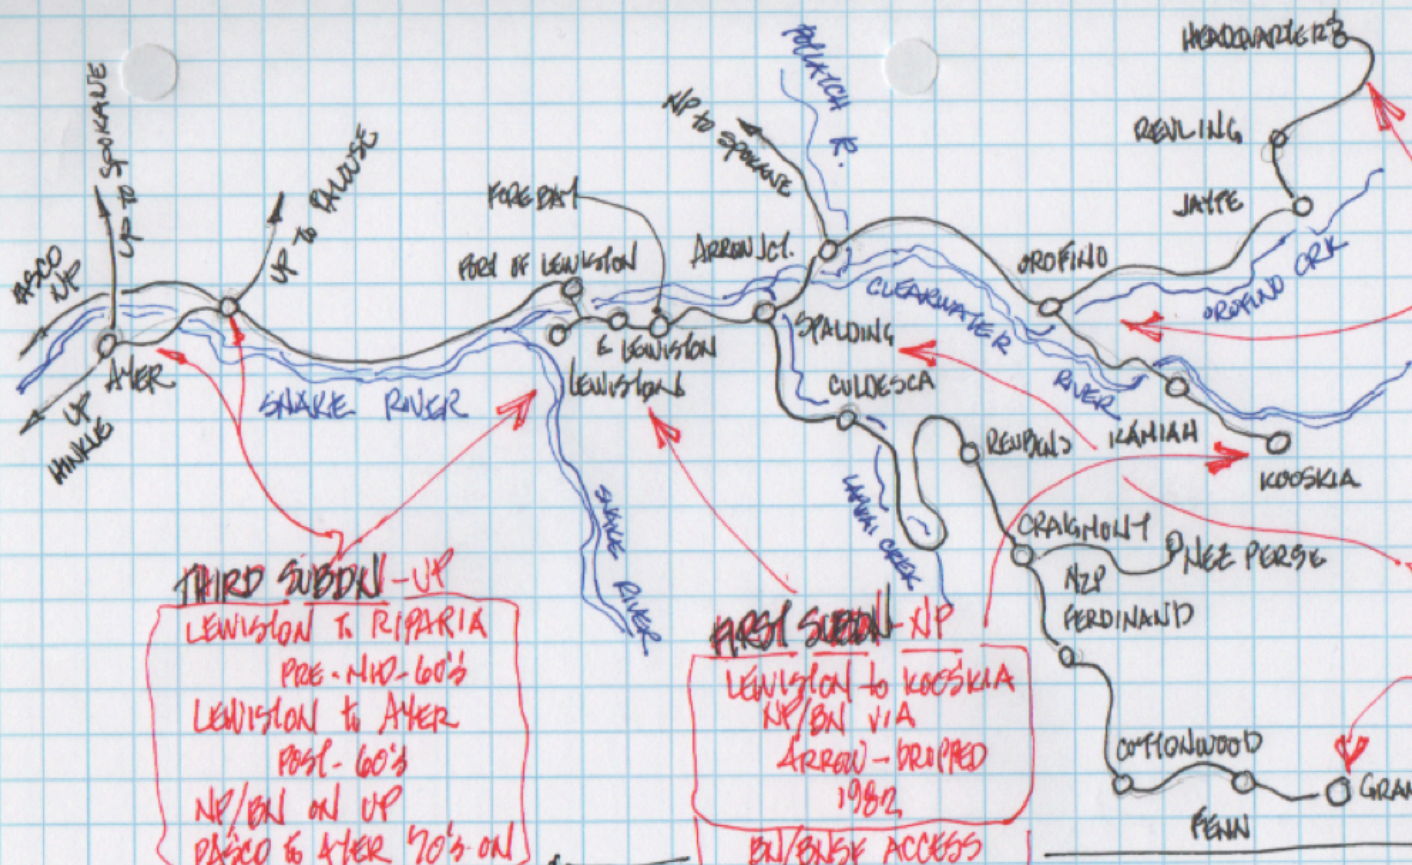 HEADQUARTERS
REVLING
JAYPE
POTLATCH R.
NP TO SPOKANE
UP TO SPOKANE
UP TO PALOUSE
PASCO
NP
FOREBAY
PORT OF LEWISTON
ARROW JCT.
OROFINO
OROFINO CRK
CLEARWATER
RIVER
AYER
UP
HINKLE
SNAKE RIVER
E LEWISTON
LEWISTON
SPALDING
CULDESCA
REUBENS
KAMIAH
KOOSKIA
LAPWAI CREEK
SNAKE RIVER
CRAIGMONT
NEZ PERSE
NZP
FERDINAND
COTTONWOOD
FENN
GRAN
THIRD SUBDN - UP
LEWISTON TO RIPARIA
PRE-MID-60'S
LEWISTON to AYER
POST-60'S
NP/BN ON UP
PASCO to AYER 70'S ON
FIRST SUBDN - NP
LEWISTON to KOOSKIA
NP/BN VIA
ARROW - DROPPED
1982
BN/BNSF ACCESS